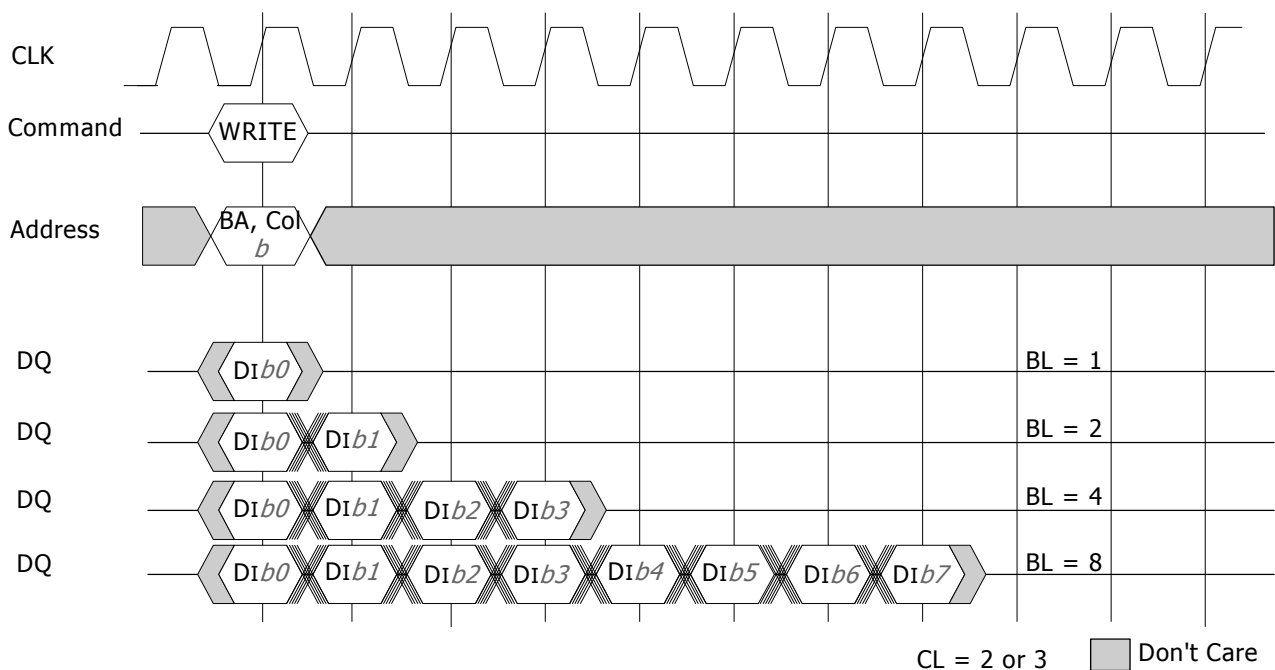 CLK
Command WRITE
Address BA, Col
b
DQ DIb0 BL = 1
DQ DIb0 DIb1 BL = 2
DQ DIb0 DIb1 DIb2 DIb3 BL = 4
DQ DIb0 DIb1 DIb2 DIb3 DIb4 DIb5 DIb6 DIb7 BL = 8
CL = 2 or 3 Don't Care